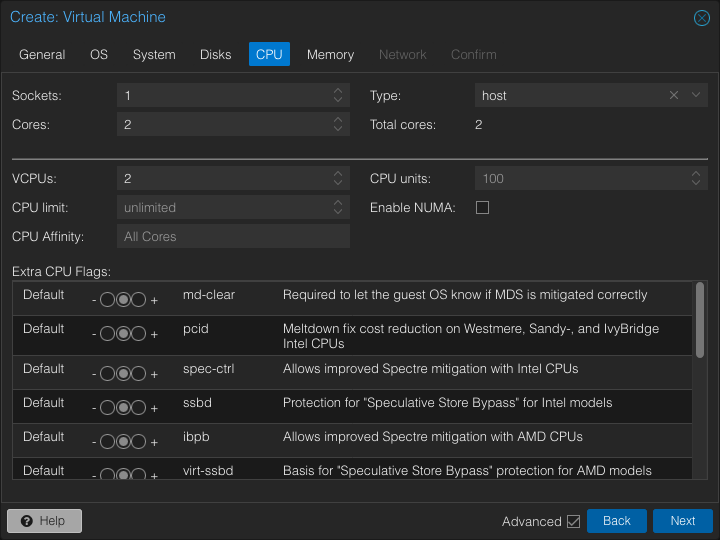 Create: Virtual Machine
General OS System Disks CPU Memory Network Confirm
Sockets: 1 Type: host
Cores: 2 Total cores: 2
VCPUs: 2 CPU units: 100
CPU limit: unlimited Enable NUMA:
CPU Affinity: All Cores
Extra CPU Flags:
Default - + md-clear Required to let the guest OS know if MDS is mitigated correctly
Default - + pcid Meltdown fix cost reduction on Westmere, Sandy-, and IvyBridge
Intel CPUs
Default - + spec-ctrl Allows improved Spectre mitigation with Intel CPUs
Default - + ssbd Protection for "Speculative Store Bypass" for Intel models
Default - + ibpb Allows improved Spectre mitigation with AMD CPUs
Default - + virt-ssbd Basis for "Speculative Store Bypass" protection for AMD models
? Help Advanced Back Next